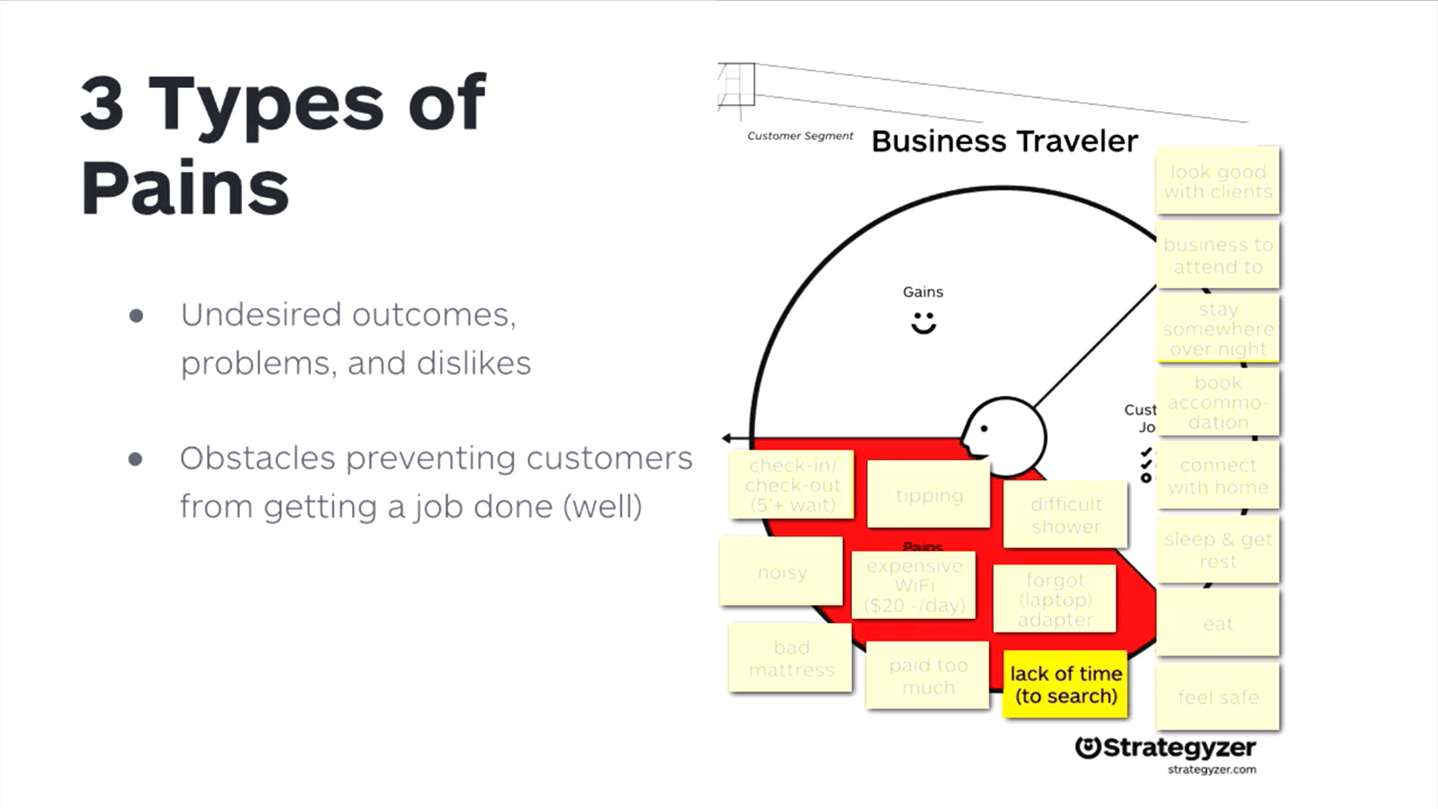 3 Types of
Pains
● Undesired outcomes,
problems, and dislikes
● Obstacles preventing customers
from getting a job done (well)
Customer Segment
Business Traveler
Gains
Cust
Jo
Pains
check-in/
check-out
(5'+ wait)
tipping
difficult
shower
noisy
expensive
WiFi
($20.-/day)
forgot
(laptop)
adapter
bad
mattress
paid too
much
lack of time
(to search)
look good
with clients
business to
attend to
stay
somewhere
over night
book
accommo-
dation
connect
with home
sleep & get
rest
eat
feel safe
Strategyzer
strategyzer.com